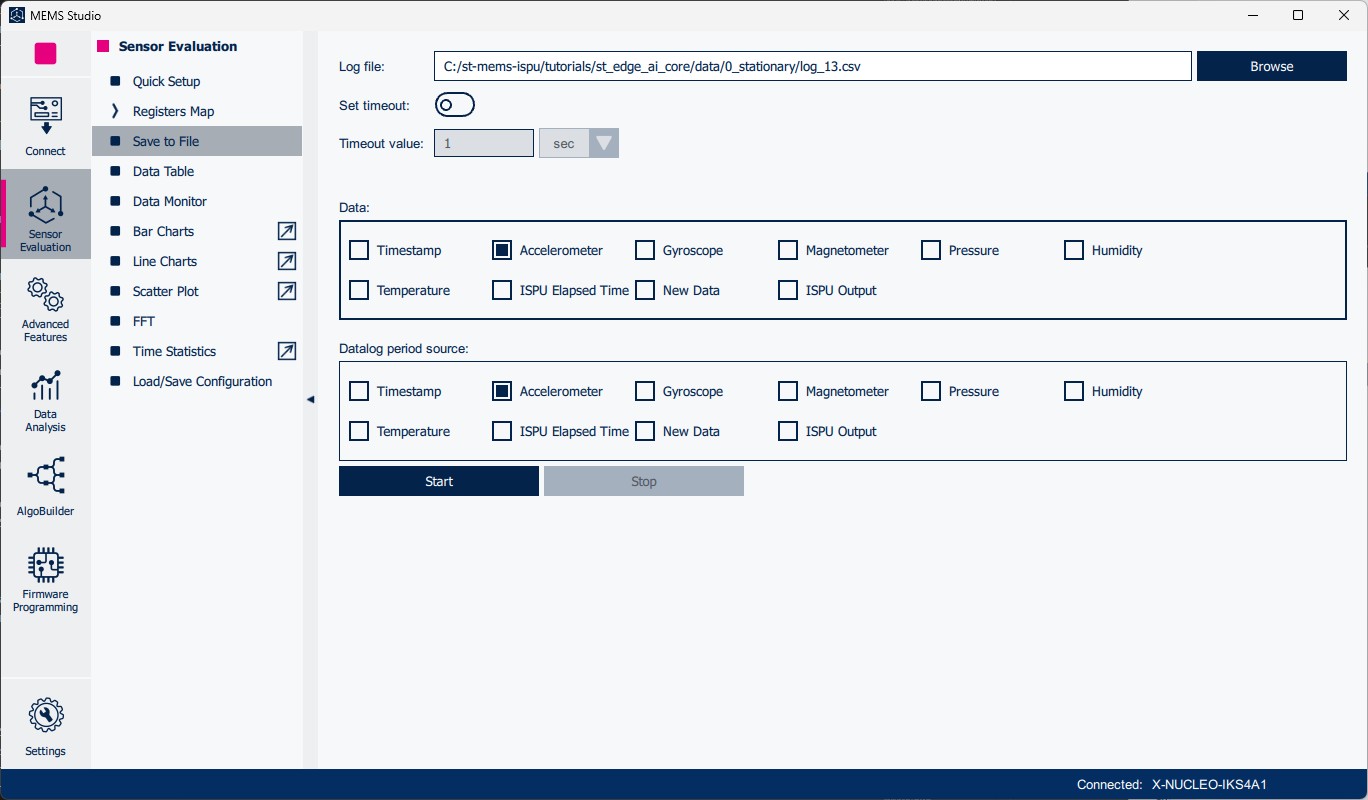 MEMS Studio
Sensor Evaluation
Quick Setup
Registers Map
Save to File
Data Table
Data Monitor
Bar Charts
Line Charts
Scatter Plot
FFT
Time Statistics
Load/Save Configuration
Connect
Sensor
Evaluation
Advanced
Features
Data
Analysis
AlgoBuilder
Firmware
Programming
Settings
Log file: C:/st-mems-ispu/tutorials/st_edge_ai_core/data/0_stationary/log_13.csv Browse
Set timeout:
Timeout value: 1 sec
Data:
Timestamp Accelerometer Gyroscope Magnetometer Pressure Humidity
Temperature ISPU Elapsed Time New Data ISPU Output
Datalog period source:
Timestamp Accelerometer Gyroscope Magnetometer Pressure Humidity
Temperature ISPU Elapsed Time New Data ISPU Output
Start Stop
Connected: X-NUCLEO-IKS4A1